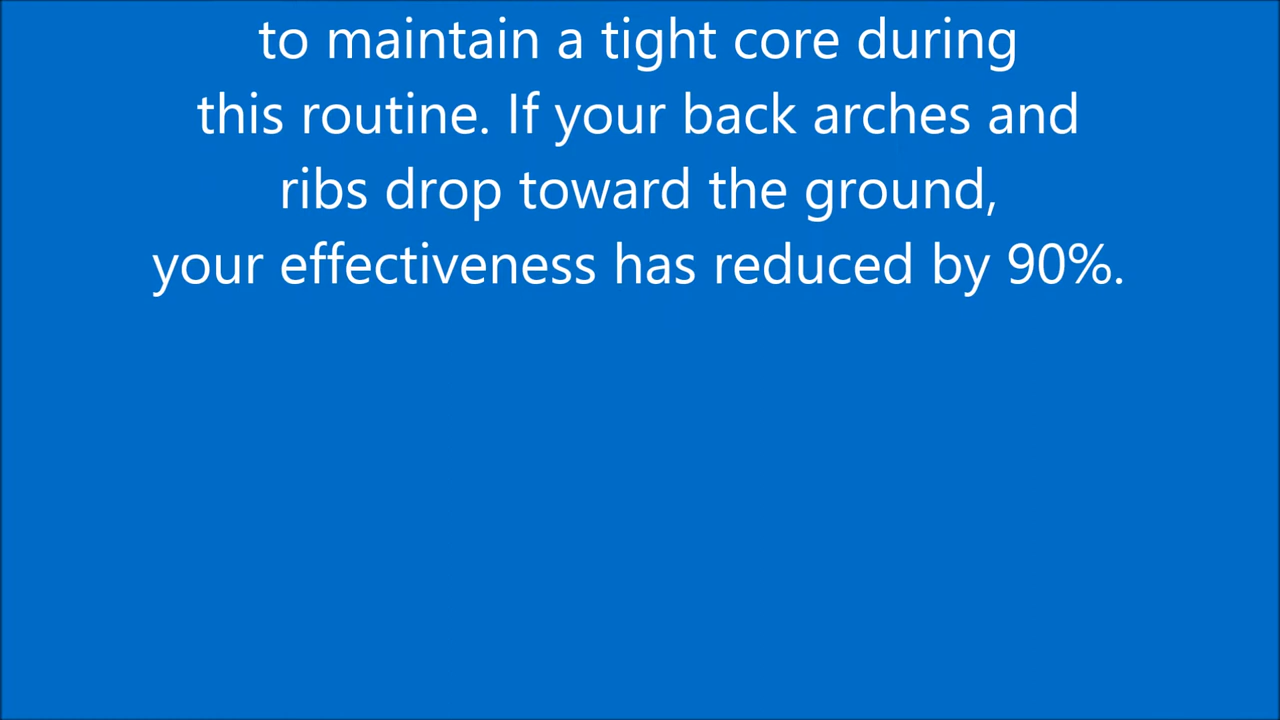 to maintain a tight core during
this routine. If your back arches and
ribs drop toward the ground,
your effectiveness has reduced by 90%.